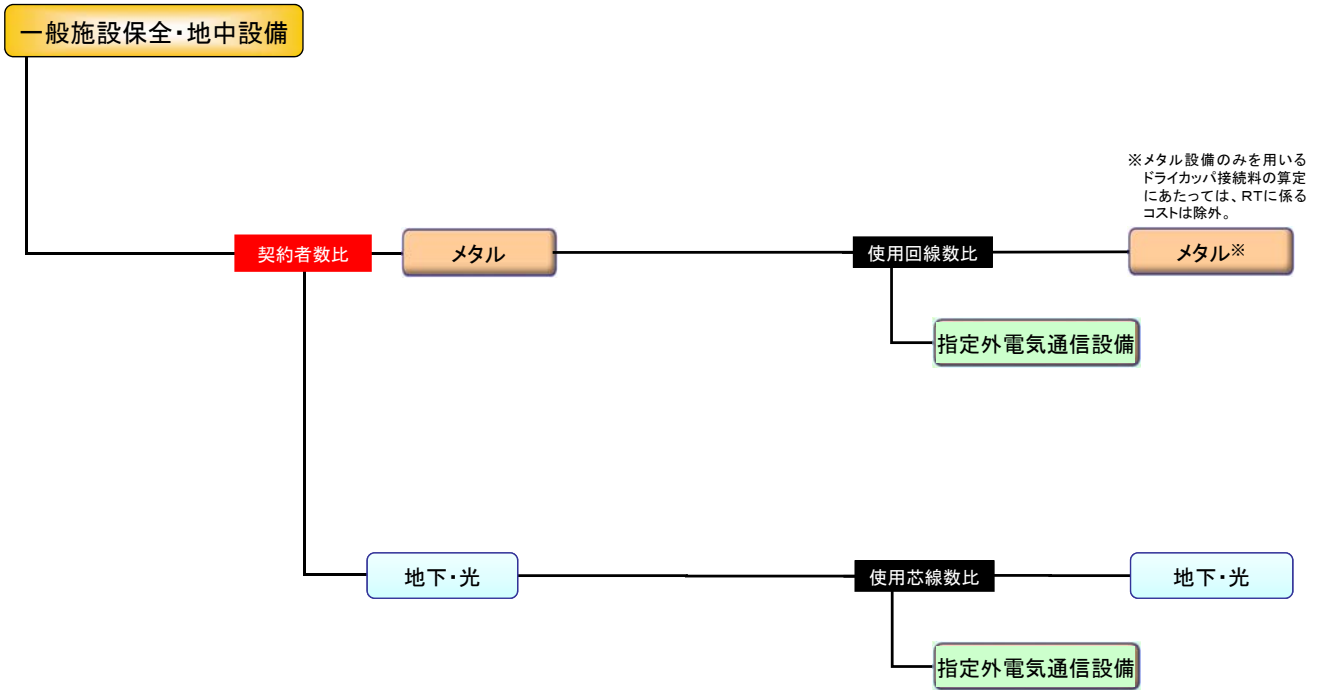 一般施設保全・地中設備
※メタル設備のみを用いる
ドライカッパ接続料の算定
にあたっては、RTに係る
コストは除外。
契約者数比
メタル
使用回線数比
メタル※
指定外電気通信設備
地下・光
使用芯線数比
地下・光
指定外電気通信設備